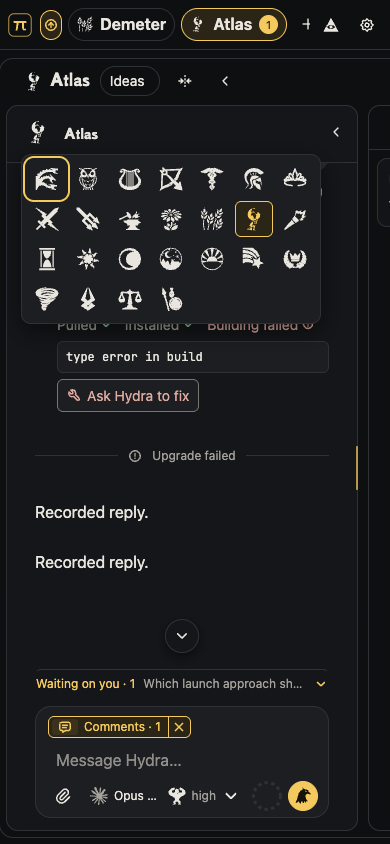 π Demeter Atlas 1
Atlas Ideas
Atlas
Pulled Installed Building failed
type error in build
Ask Hydra to fix
Upgrade failed
Recorded reply.
Recorded reply.
Waiting on you · 1 Which launch approach sh...
Comments · 1
Message Hydra...
Opus ... high